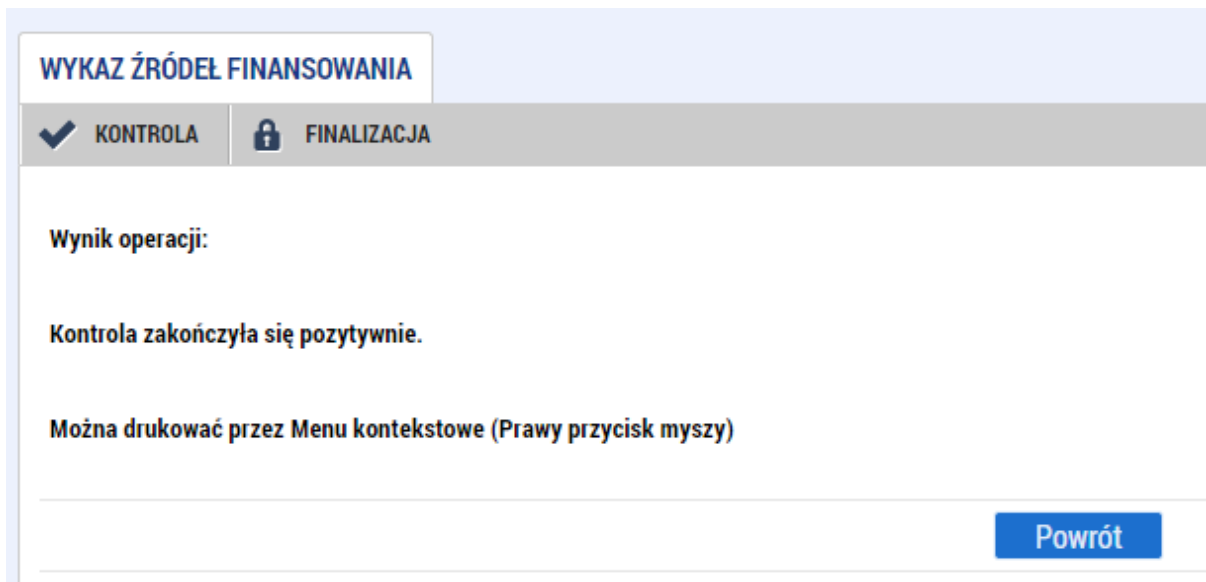 WYKAZ ŹRÓDEŁ FINANSOWANIA
KONTROLA FINALIZACJA
Wynik operacji:
Kontrola zakończyła się pozytywnie.
Można drukować przez Menu kontekstowe (Prawy przycisk myszy)
Powrót